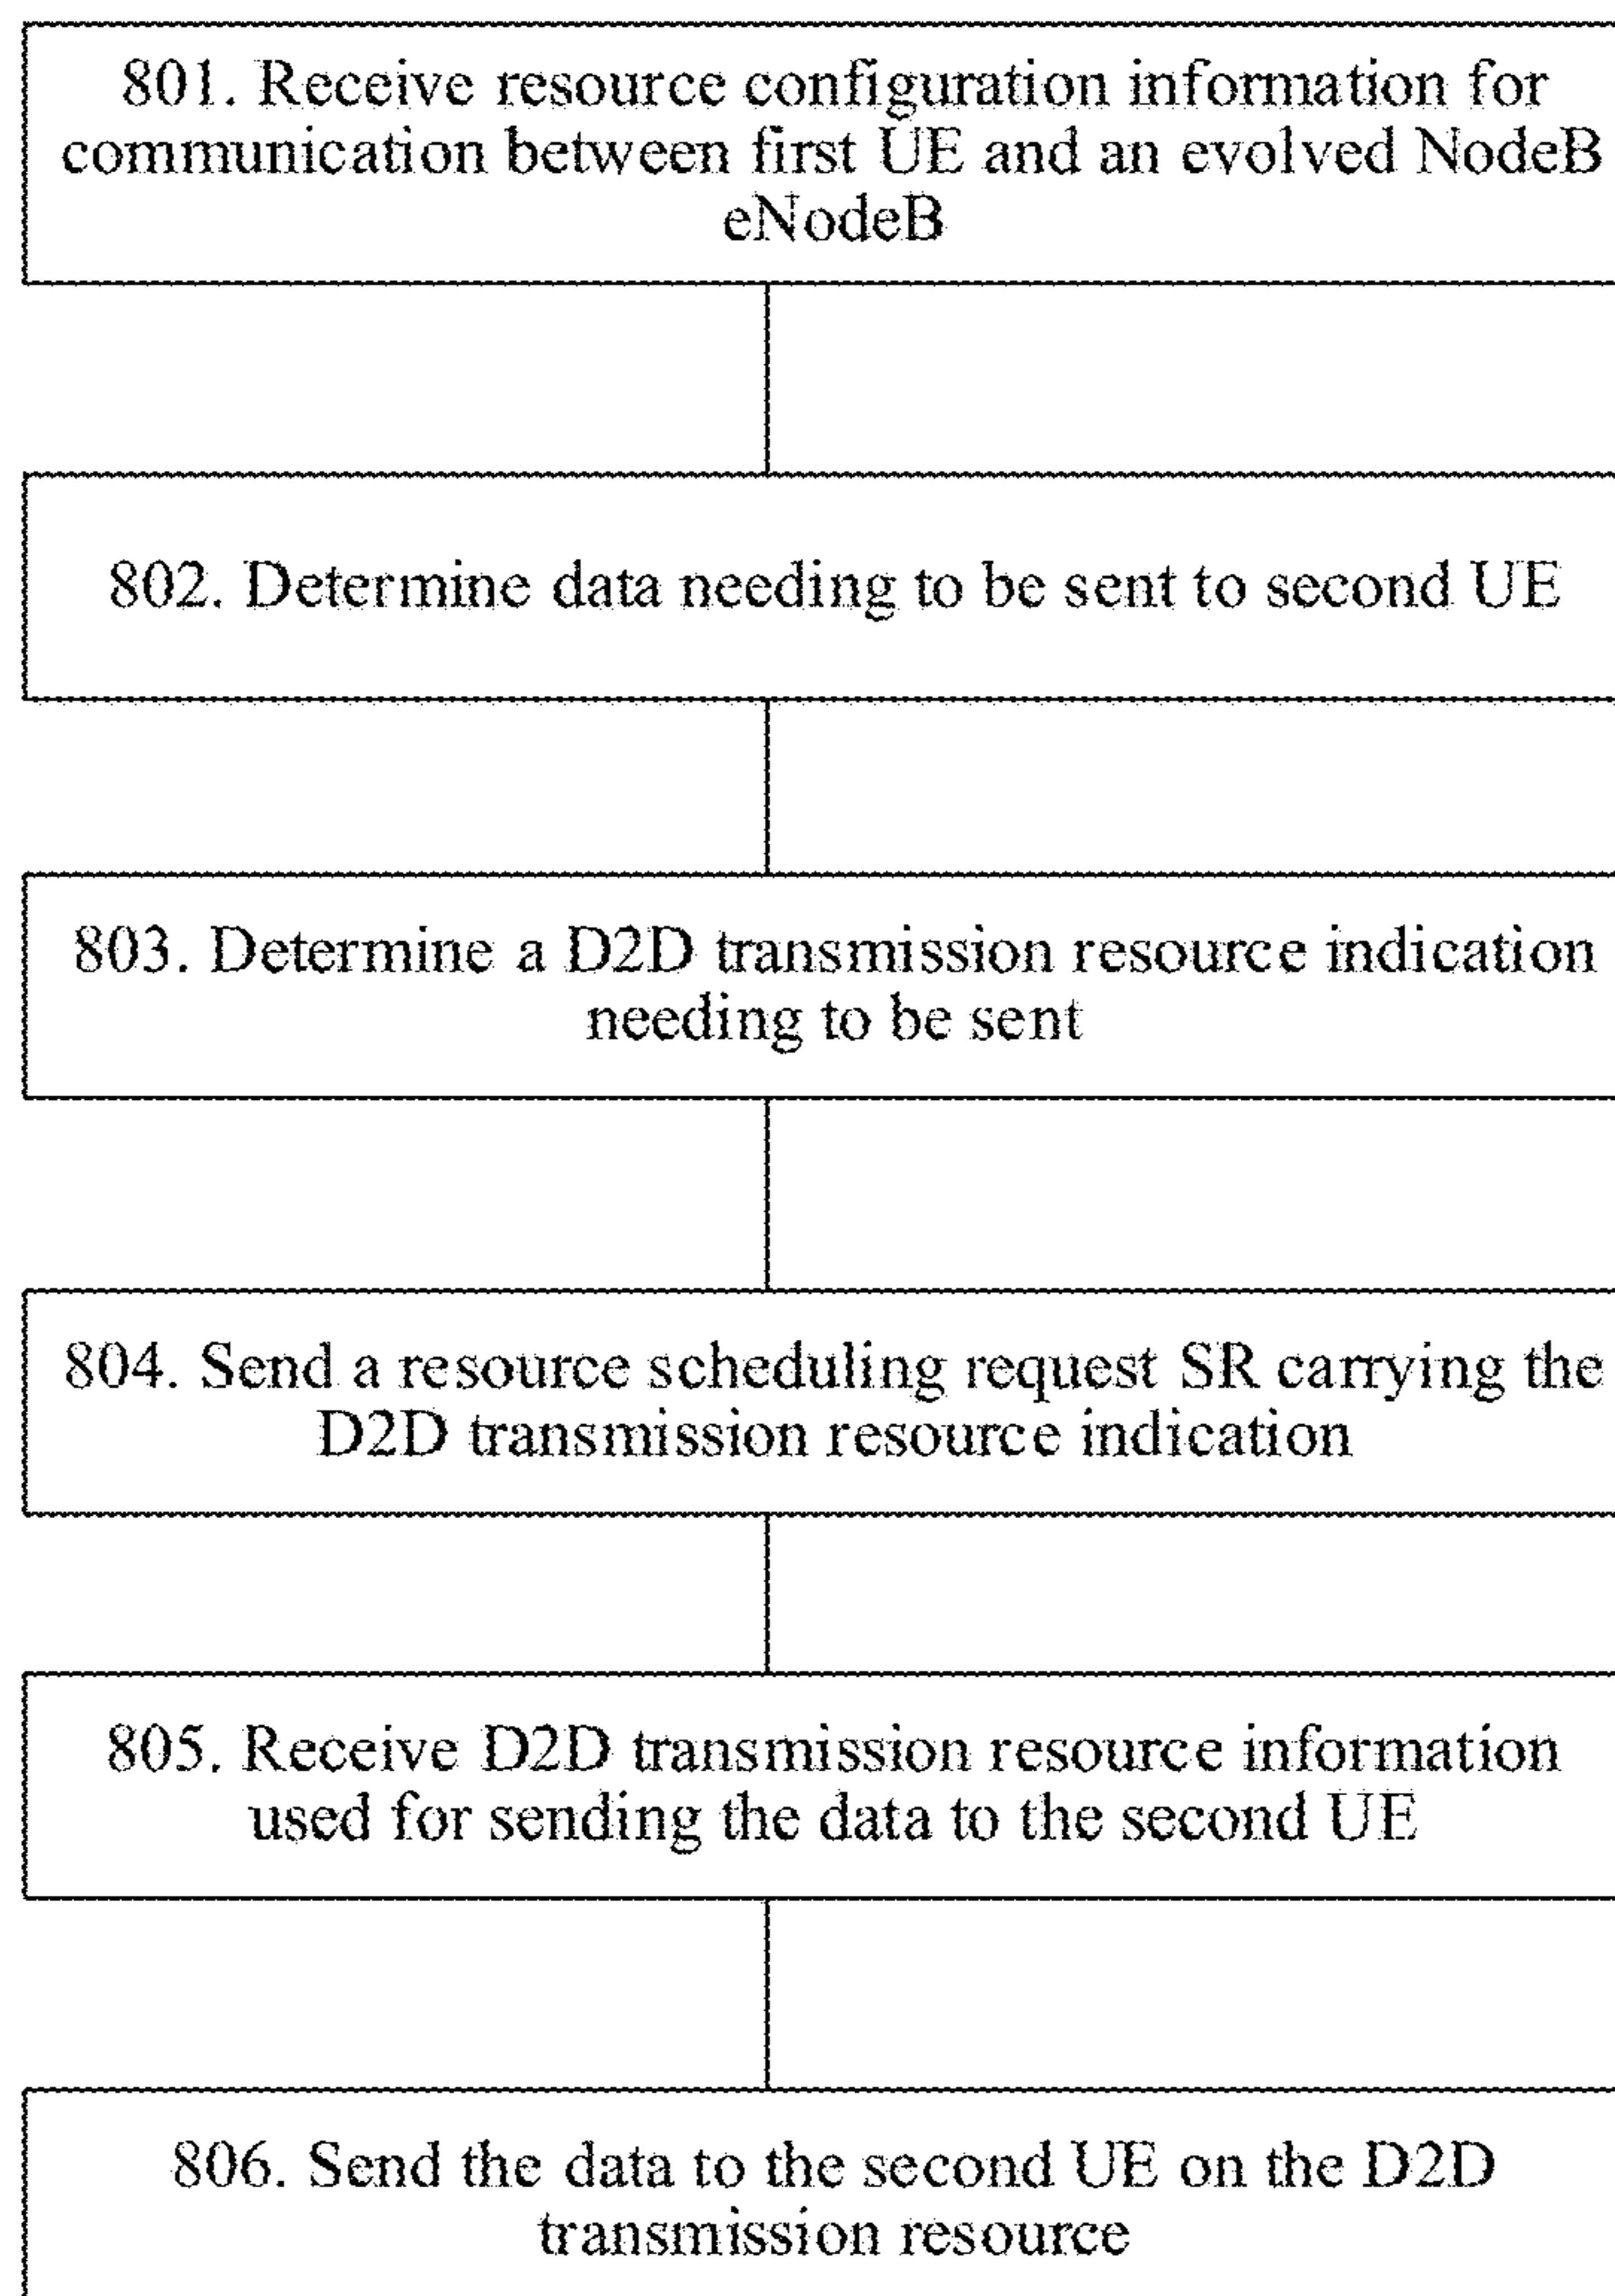 801. Receive resource configuration information for
communication between first UE and an evolved NodeB
eNodeB
802. Determine data needing to be sent to second UE
803. Determine a D2D transmission resource indication
needing to be sent
804. Send a resource scheduling request SR carrying the
D2D transmission resource indication
805. Receive D2D transmission resource information
used for sending the data to the second UE
806. Send the data to the second UE on the D2D
transmission resource